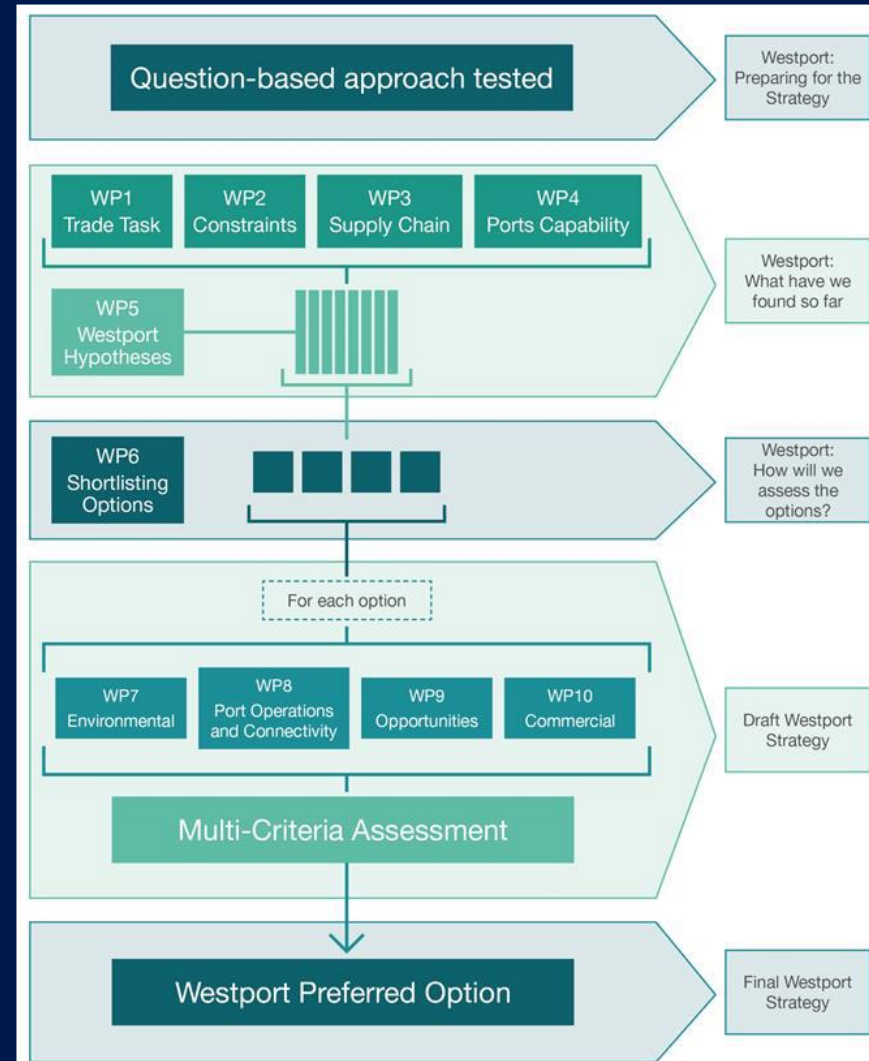 Question-based approach tested
Westport:
Preparing for the
Strategy
WP1
Trade Task
WP2
Constraints
WP3
Supply Chain
WP4
Ports Capability
WP5
Westport
Hypotheses
Westport:
What have we
found so far
WP6
Shortlisting
Options
Westport:
How will we
assess the
options?
For each option
WP7
Environmental
WP8
Port Operations
and Connectivity
WP9
Opportunities
WP10
Commercial
Draft Westport
Strategy
Multi-Criteria Assessment
Westport Preferred Option
Final Westport
Strategy